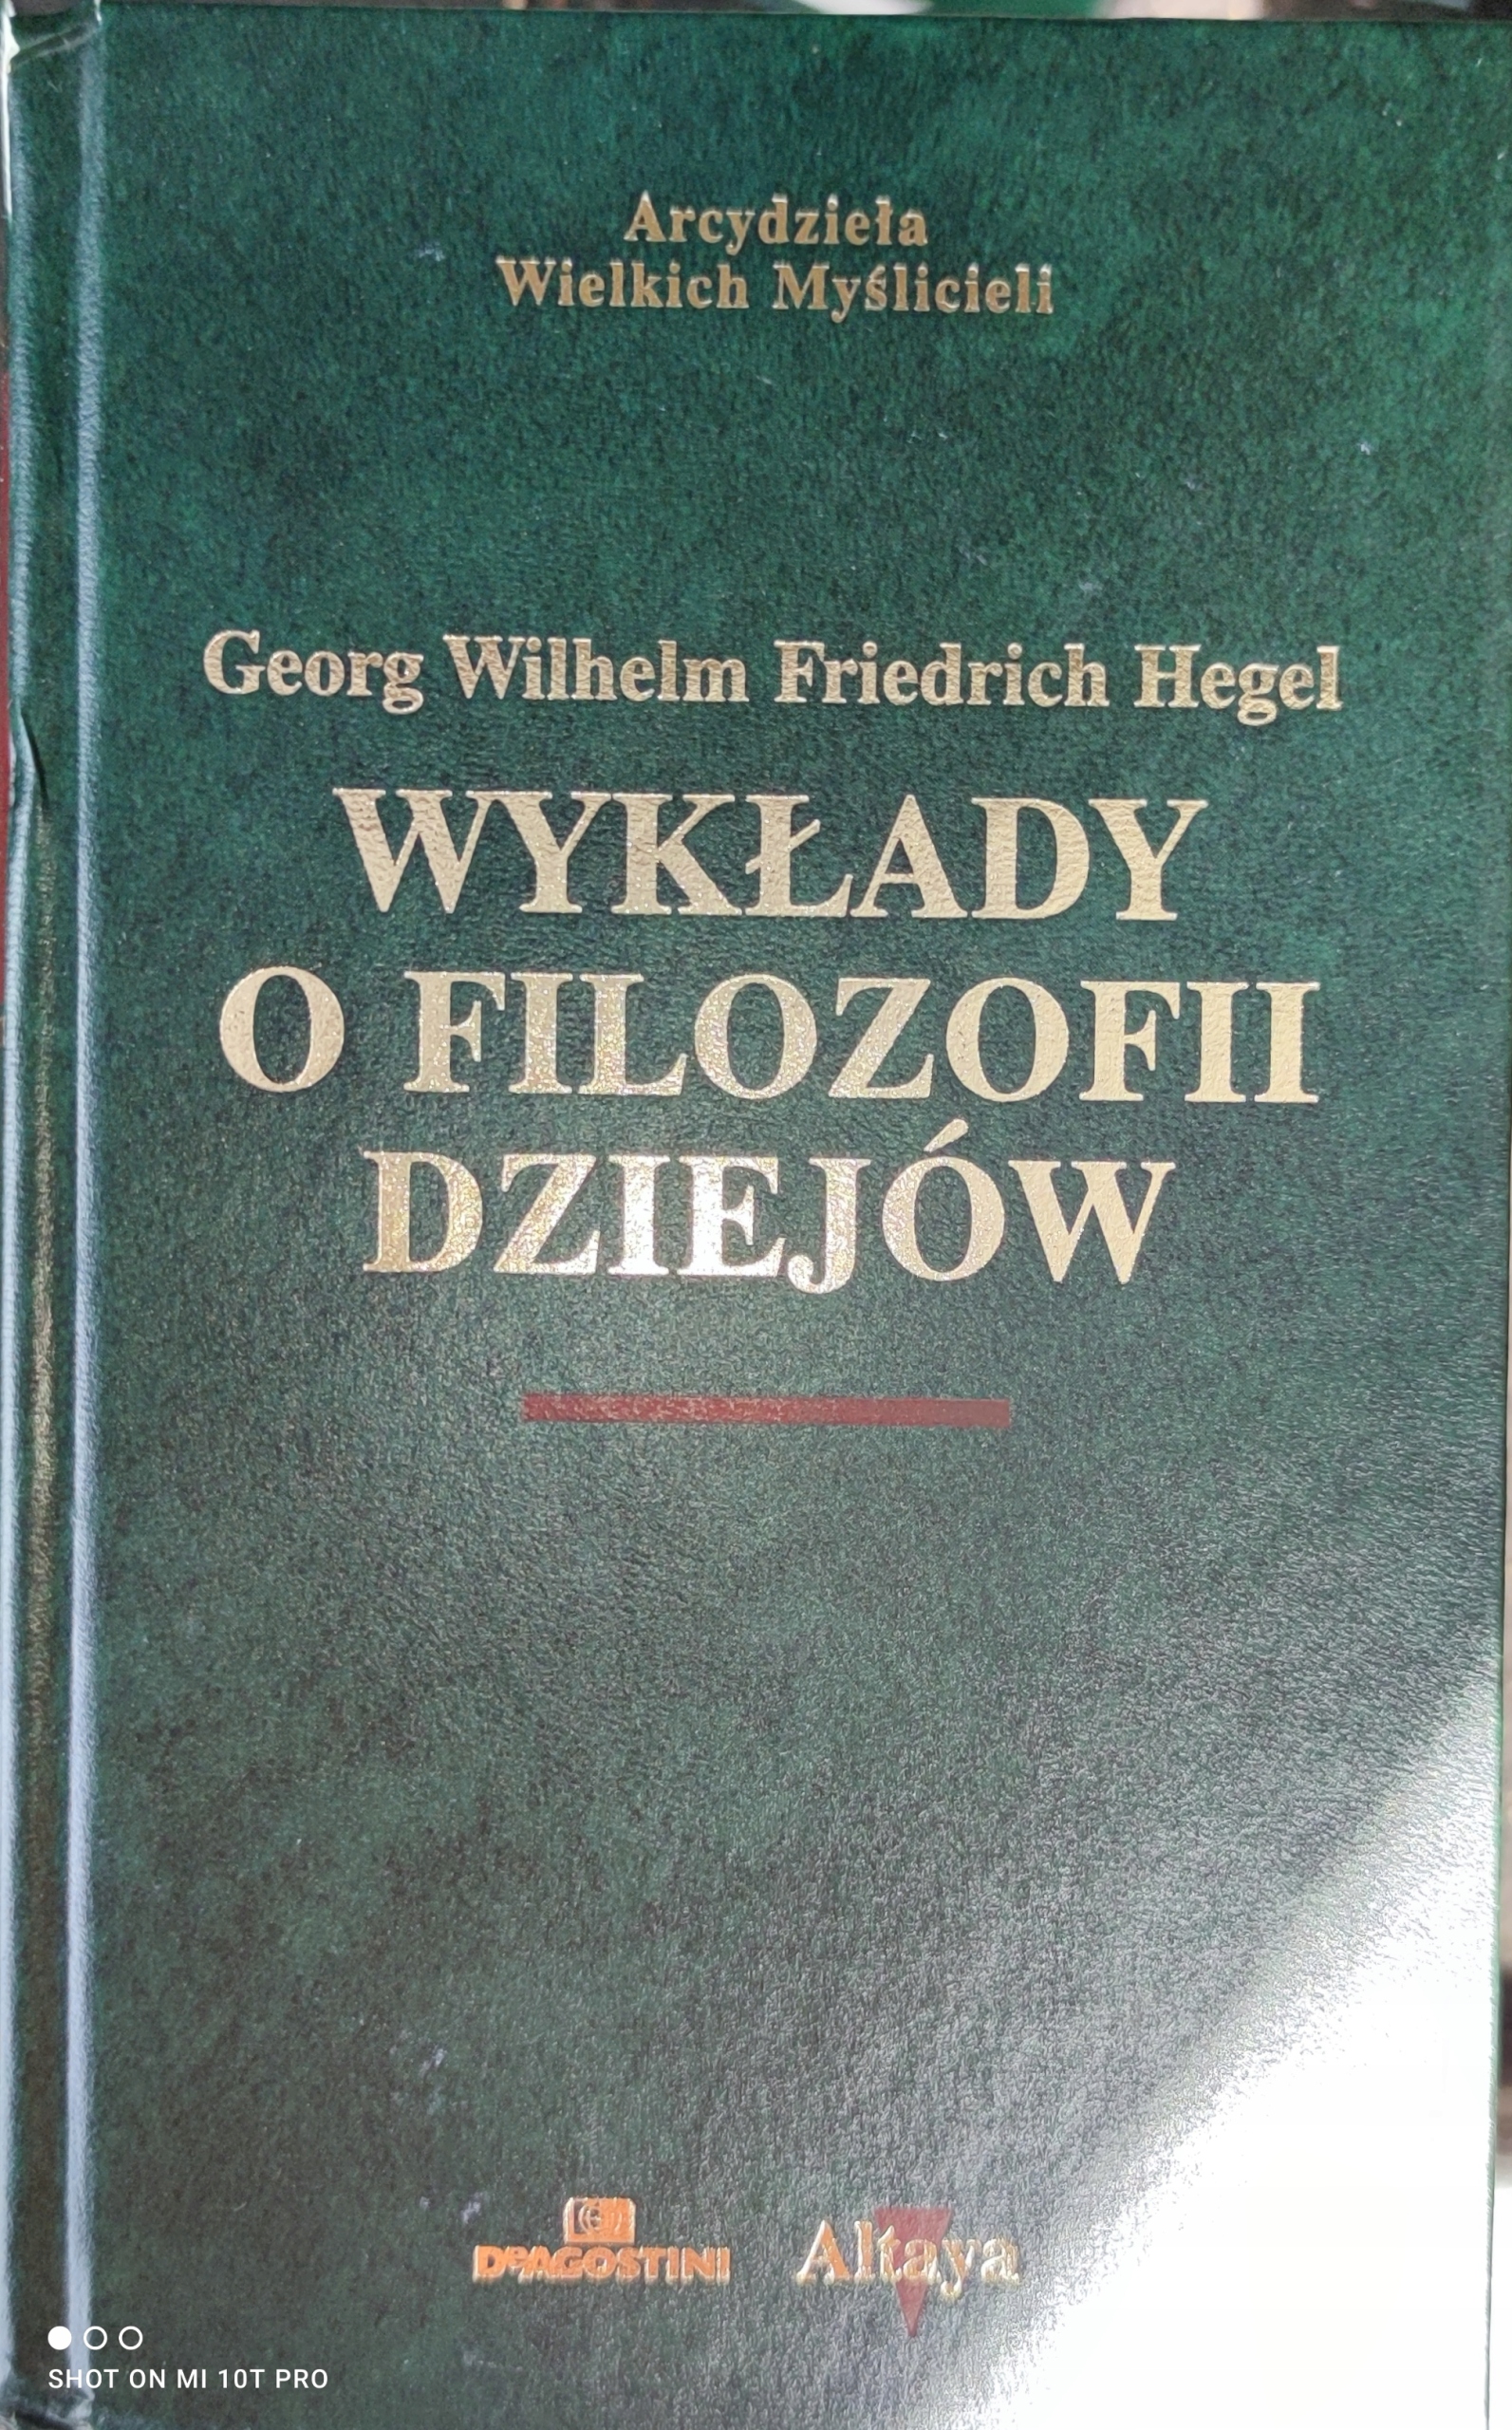 Arcydzieła
Wielkich Myślicieli
Georg Wilhelm Friedrich Hegel
WYKŁADY
O FILOZOFII
DZIEJÓW
DeAGOSTINI Altaya
SHOT ON MI 10T PRO